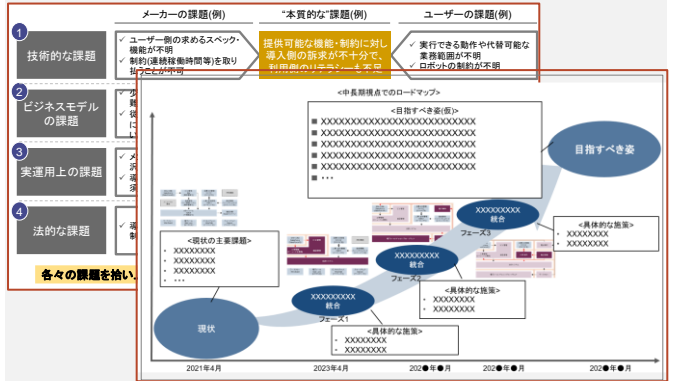 メーカーの課題(例)
“本質的な”課題(例)
ユーザーの課題(例)
1
技術的な課題
✓ ユーザー側の求めるスペック・
機能が不明
✓ 制約(連続稼働時間等)を取り
払うことが不可
提供可能な機能・制約に対し
導入側の訴求が不十分で、
利用側のリテラシーも不足
✓ 実行できる動作や代替可能な
業務範囲が不明
✓ ロボットの制約が不明
2
ビジネスモデル
の課題
3
実運用上の課題
4
法的な課題
各々の課題を拾い
<中長期視点でのロードマップ>
<目指すべき姿(仮)>
■ XXXXXXXXXXXXXXXXXXXXXXXXXX
■ XXXXXXXXXXXXXXXXXXXXXXXXXX
■ XXXXXXXXXXXXXXXXXXXXXXXXXX
■ XXXXXXXXXXXXXXXXXXXXXXXXXX
■ XXXXXXXXXXXXXXXXXXXXXXXXXX
■ …
目指すべき姿
XXXXXXXXX
統合
フェーズ3
<具体的な施策>
・ XXXXXXXX
・ XXXXXXXX
<現状の主要課題>
・ XXXXXXXX
・ XXXXXXXX
・ XXXXXXXX
・ XXXXXXXX
XXXXXXXXX
統合
フェーズ2
<具体的な施策>
・ XXXXXXXX
・ XXXXXXXX
XXXXXXXXX
統合
フェーズ1
<具体的な施策>
・ XXXXXXXX
・ XXXXXXXX
現状
2021年4月
2023年4月
202●年●月
202●年●月
202●年●月